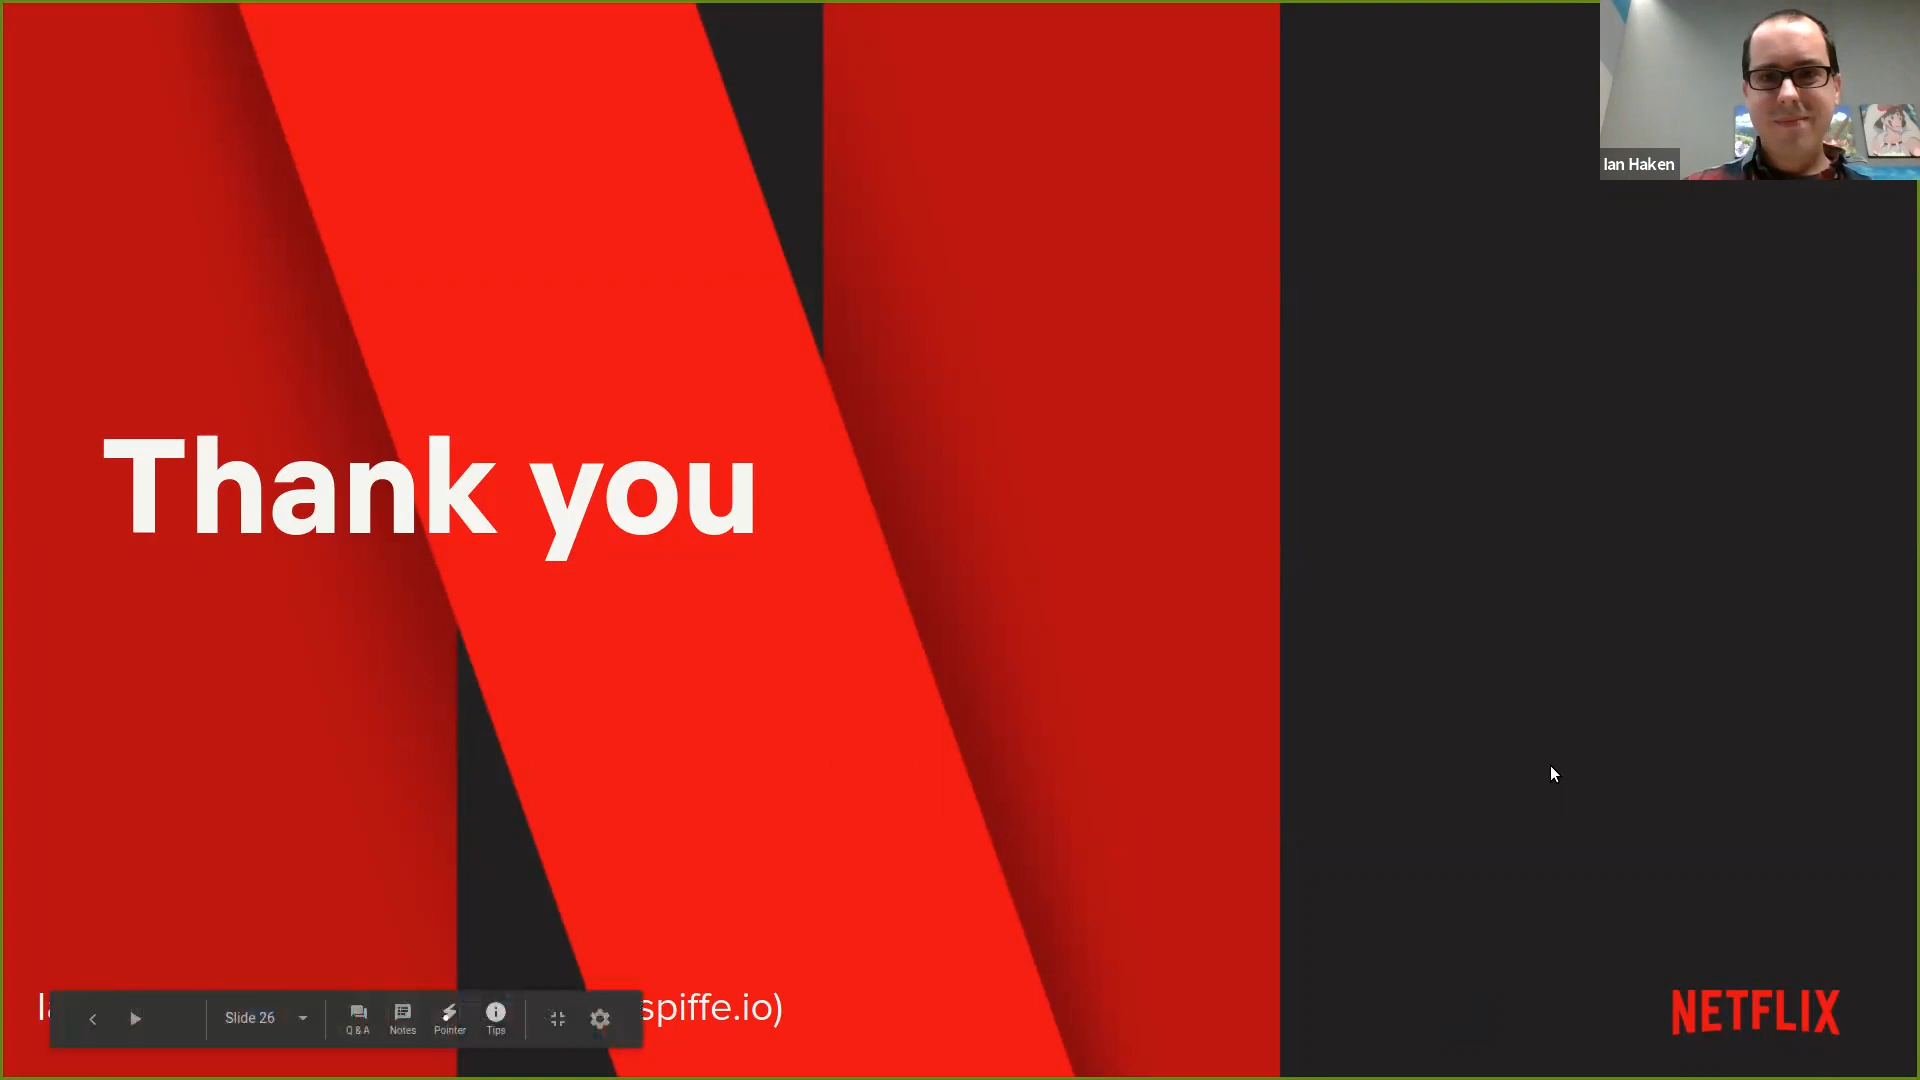 Ian Haken
Thank you
spiffe.io)
Slide 26
Q & A
Notes
Pointer
Tips
NETFLIX